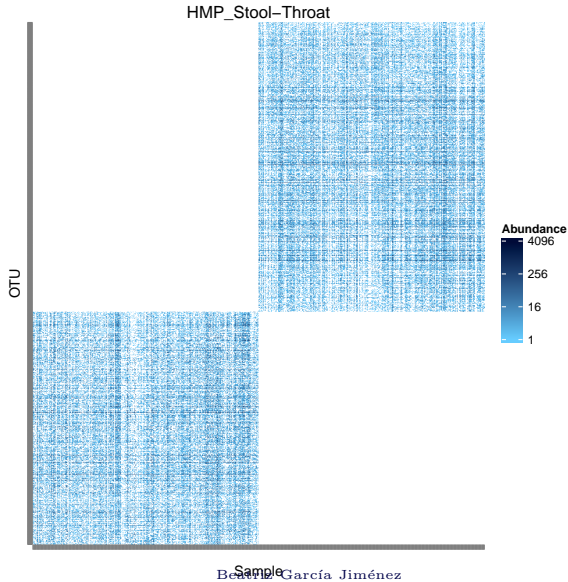 HMP_Stool-Throat
OTU
Abundance
4096
256
16
1
Sample
Beatriz García Jiménez